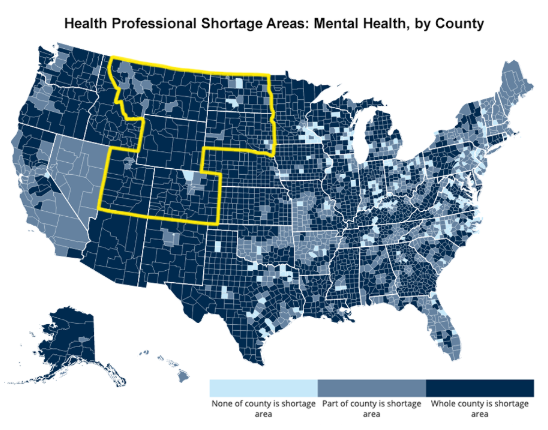 Health Professional Shortage Areas: Mental Health, by County
None of county is shortage area
Part of county is shortage area
Whole county is shortage area